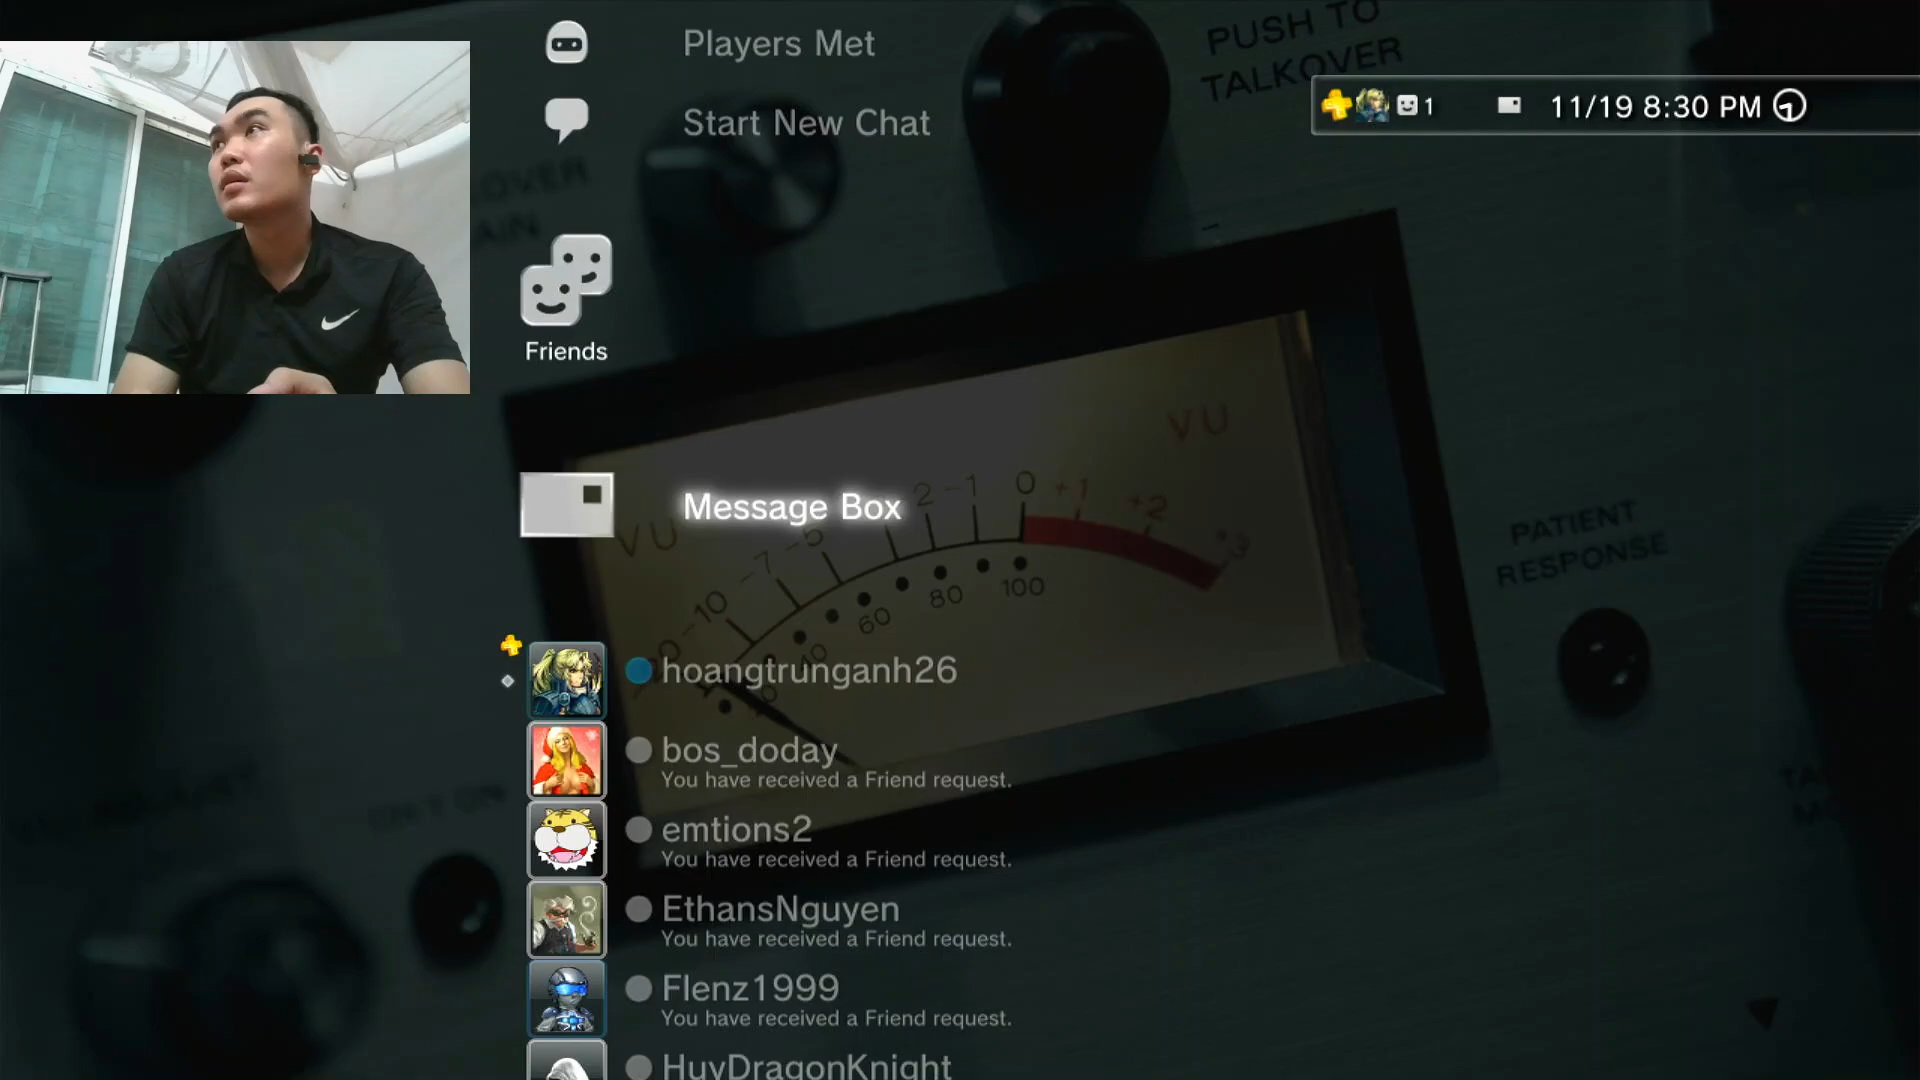 Players Met
Start New Chat
PUSH TO
TALKOVER
1
11/19 8:30 PM
Friends
Message Box
VU
VU
-10 -7 -5 2 -1 0 +1 +2
40 60 80 100
PATIENT
RESPONSE
hoangtrunganh26
bos_doday
You have received a Friend request.
emtions2
You have received a Friend request.
EthansNguyen
You have received a Friend request.
Flenz1999
You have received a Friend request.
HuyDragonKnight